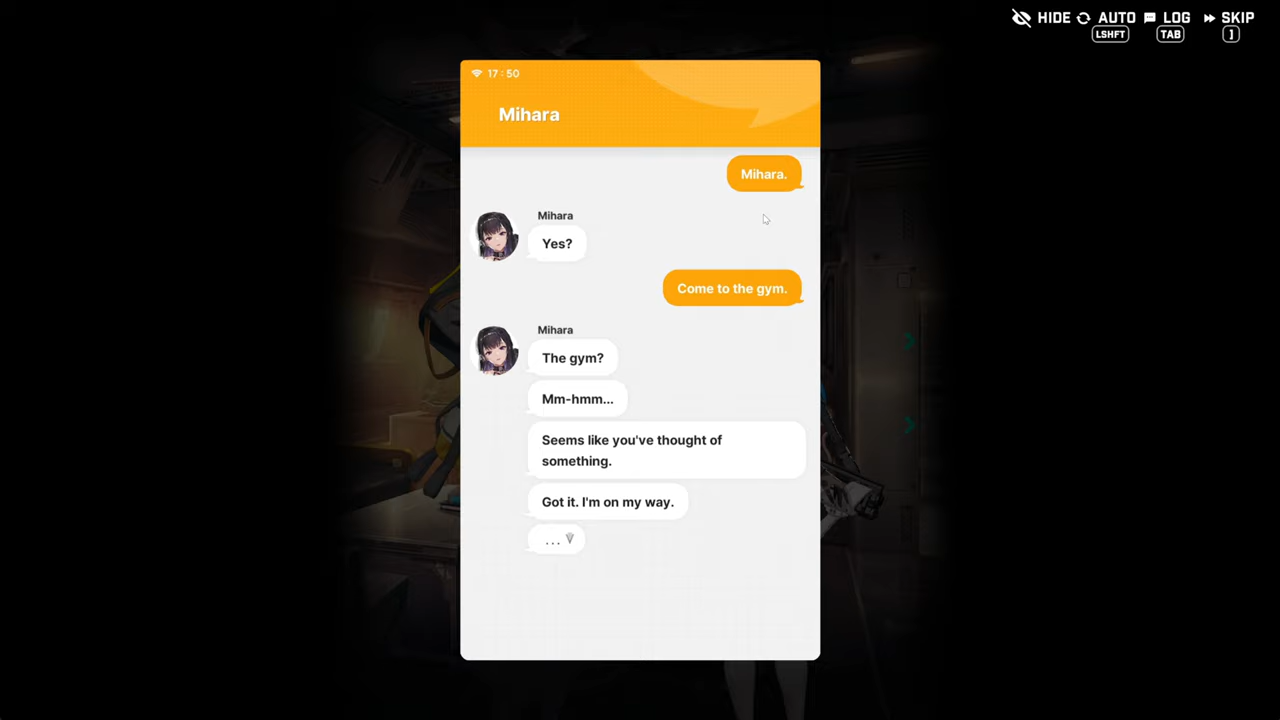 HIDE AUTO LOG SKIP
LSHFT TAB ]
17:50
Mihara
Mihara.
Mihara
Yes?
Come to the gym.
Mihara
The gym?
Mm-hmm...
Seems like you've thought of
something.
Got it. I'm on my way.
...